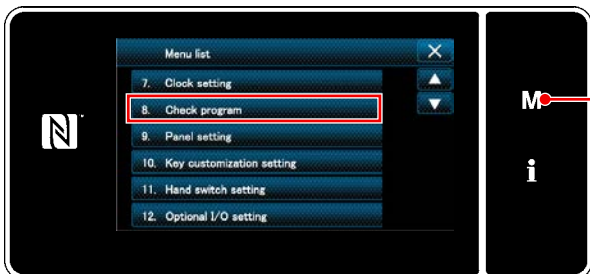 Menu list
7. Clock setting
8. Check program
9. Panel setting
10. Key customization setting
11. Hand switch setting
12. Optional I/O setting
M
i